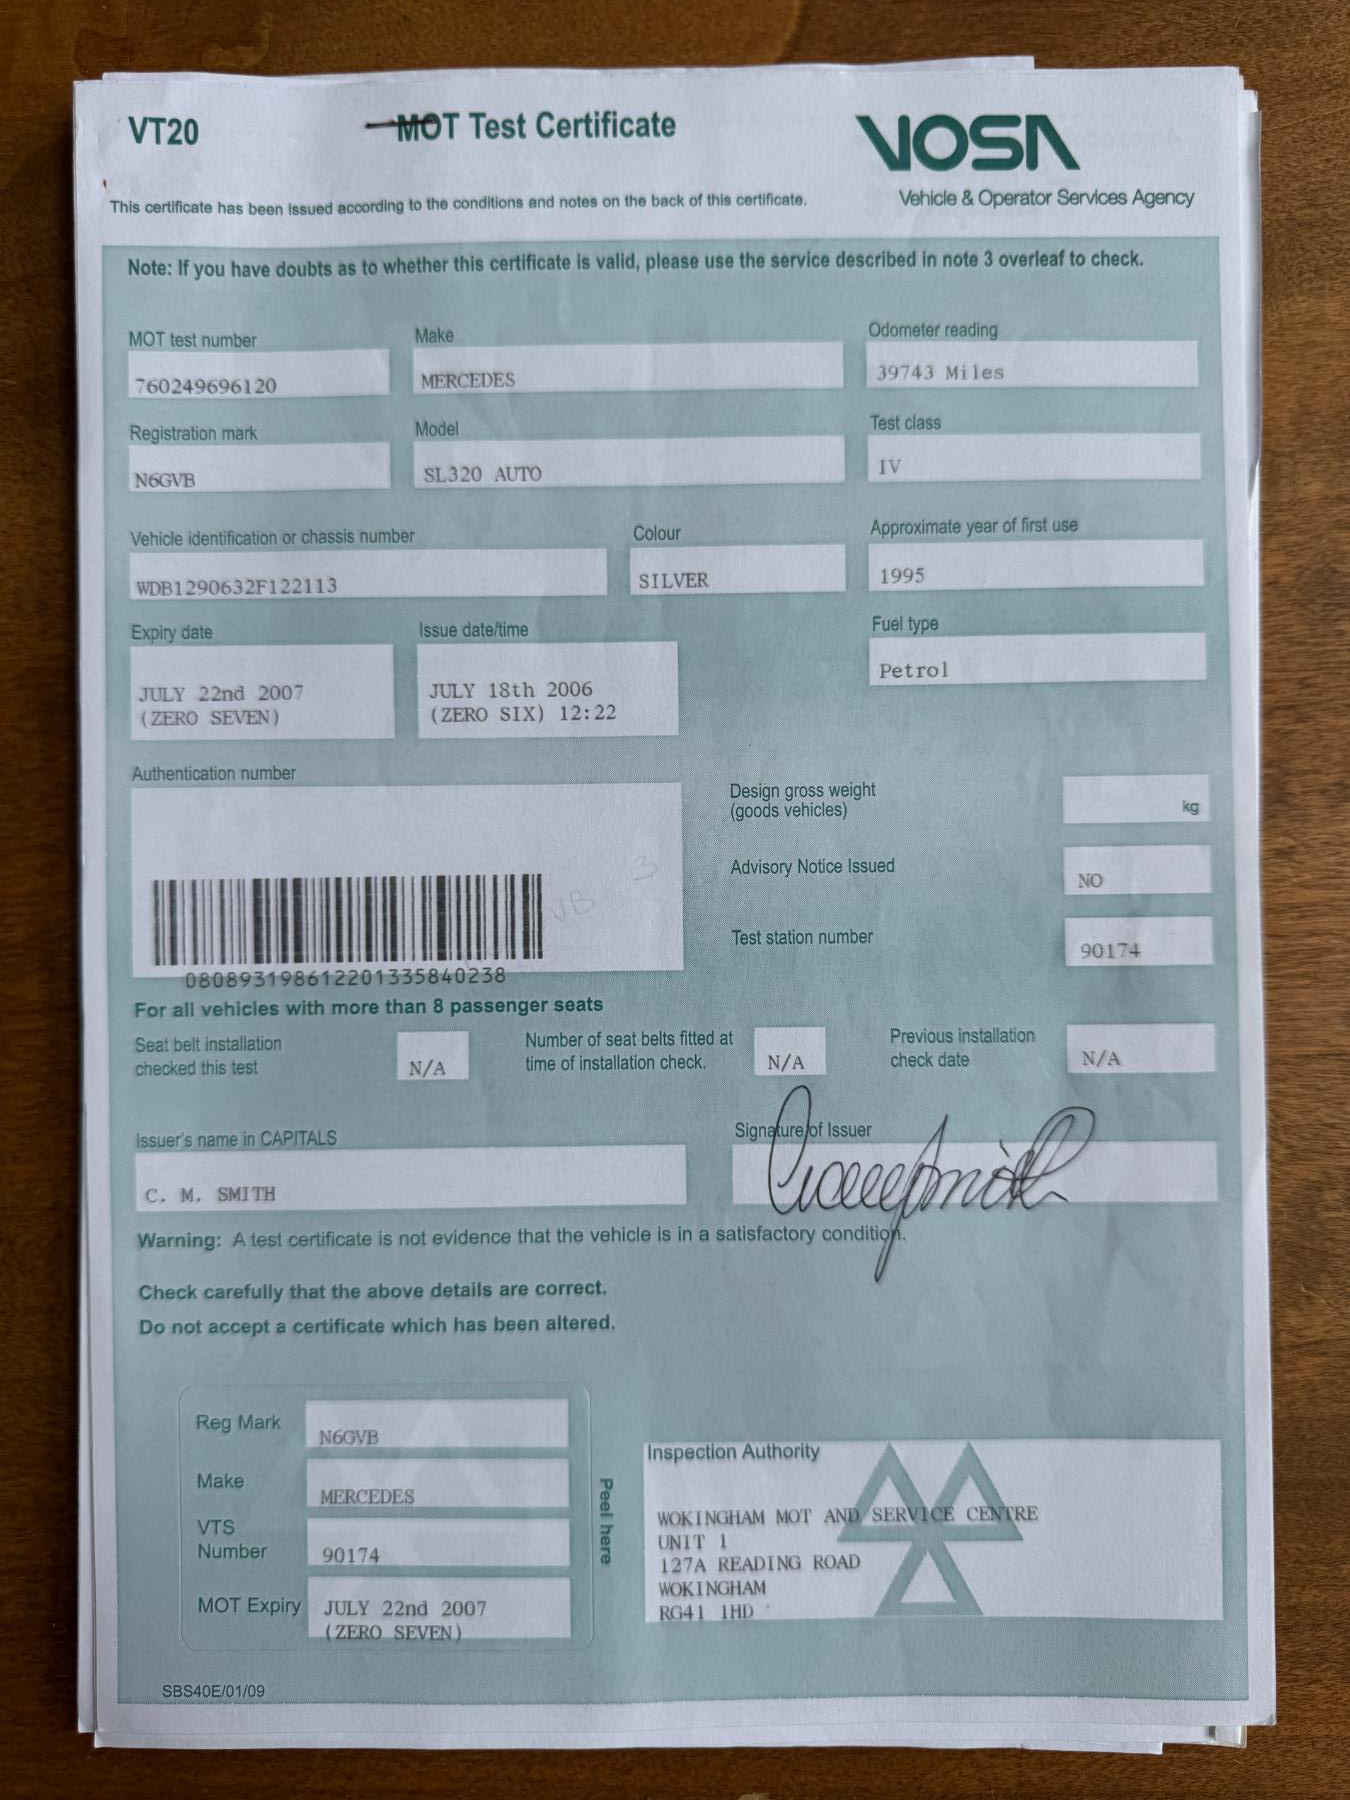 VT20
MOT Test Certificate
VOSA
Vehicle & Operator Services Agency
This certificate has been issued according to the conditions and notes on the back of this certificate.
Note: If you have doubts as to whether this certificate is valid, please use the service described in note 3 overleaf to check.
MOT test number
760249696120
Make
MERCEDES
Odometer reading
39743 Miles
Registration mark
N6GVB
Model
SL320 AUTO
Test class
IV
Vehicle identification or chassis number
WDB1290632F122113
Colour
SILVER
Approximate year of first use
1995
Expiry date
JULY 22nd 2007
(ZERO SEVEN)
Issue date/time
JULY 18th 2006
(ZERO SIX) 12:22
Fuel type
Petrol
Authentication number
080893198612201335840238
Design gross weight
(goods vehicles)
kg
Advisory Notice Issued
NO
Test station number
90174
For all vehicles with more than 8 passenger seats
Seat belt installation
checked this test
N/A
Number of seat belts fitted at
time of installation check.
N/A
Previous installation
check date
N/A
Issuer's name in CAPITALS
C. M. SMITH
Signature of Issuer
Warning: A test certificate is not evidence that the vehicle is in a satisfactory condition.
Check carefully that the above details are correct.
Do not accept a certificate which has been altered.
Reg Mark
N6GVB
Make
MERCEDES
VTS
Number
90174
MOT Expiry
JULY 22nd 2007
(ZERO SEVEN)
Peel here
Inspection Authority
WOKINGHAM MOT AND SERVICE CENTRE
UNIT 1
127A READING ROAD
WOKINGHAM
RG41 1HD
SBS40E/01/09